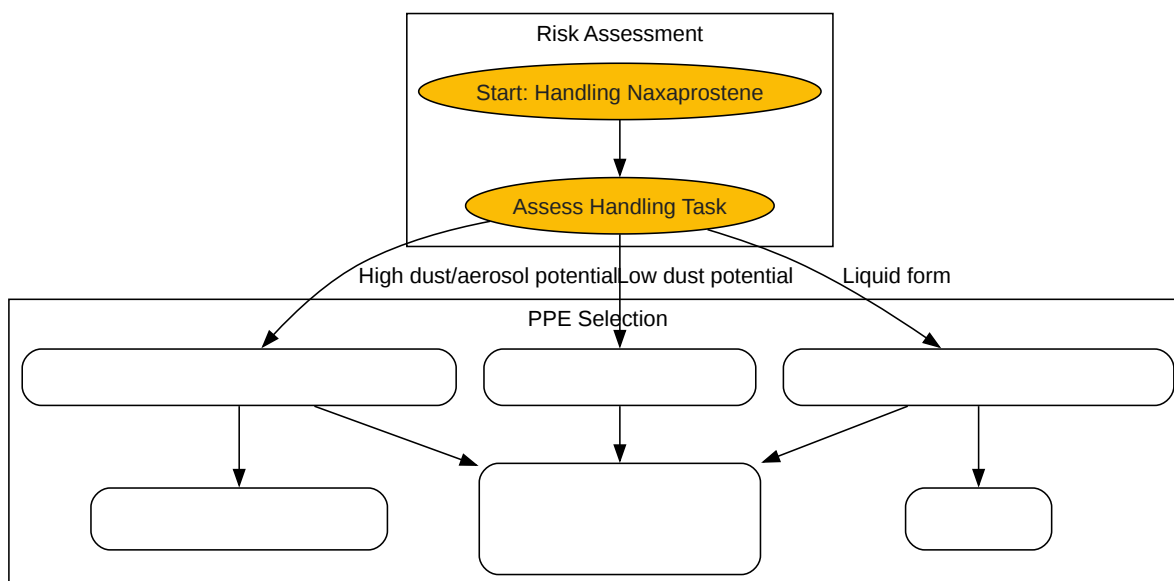 Risk Assessment
Start: Handling Naxaprostene
Assess Handling Task
High dust/aerosol potential
Low dust potential
Liquid form
PPE Selection